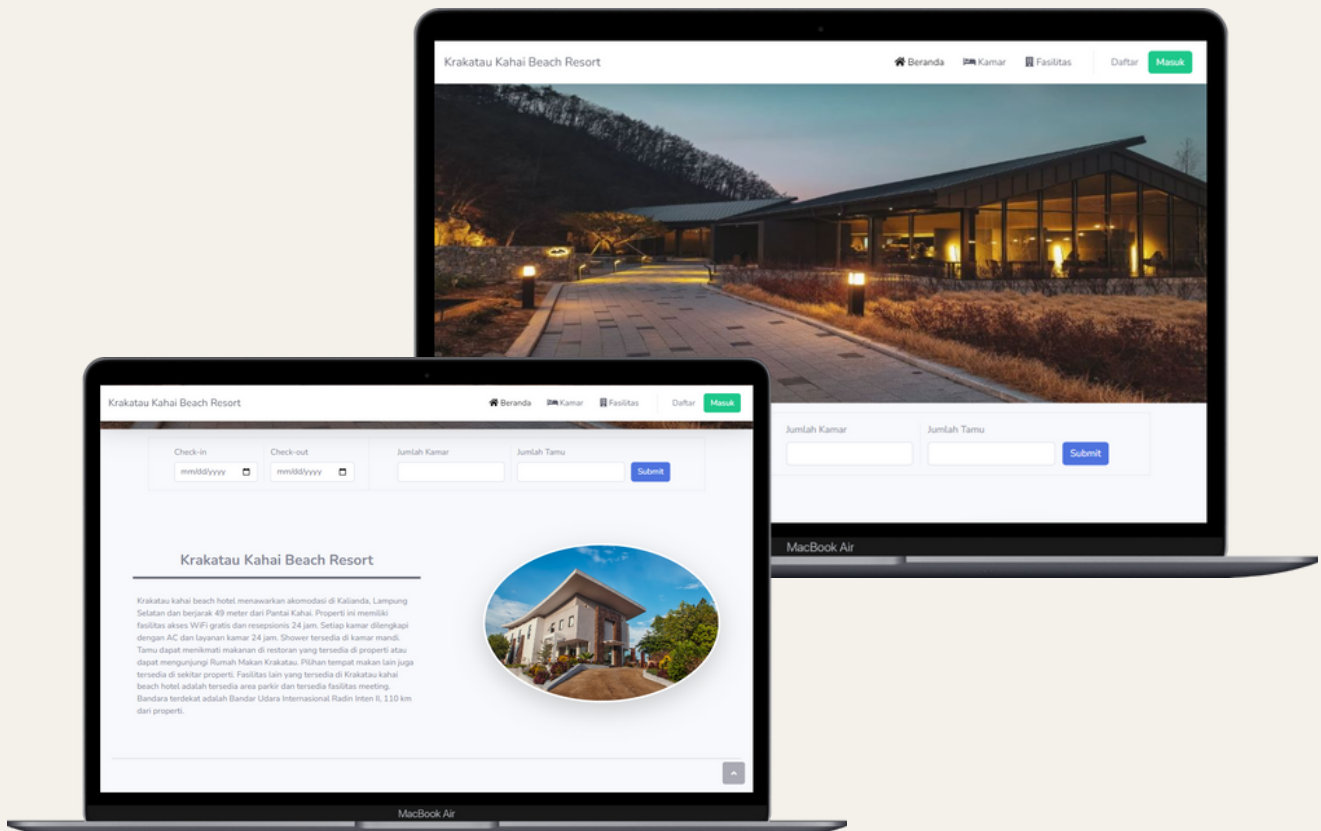 Krakatau Kahai Beach Resort
Beranda Kamar Fasilitas Daftar Masuk
Jumlah Kamar Jumlah Tamu
Submit
MacBook Air
Krakatau Kahai Beach Resort
Beranda Kamar Fasilitas Daftar Masuk
Check-in Check-out Jumlah Kamar Jumlah Tamu
mm/dd/yyyy mm/dd/yyyy Submit
Krakatau Kahai Beach Resort
Krakatau kahai beach hotel menawarkan akomodasi di Kalianda, Lampung
Selatan dan berjarak 49 meter dari Pantai Kahai. Properti ini memiliki
fasilitas akses WiFi gratis dan resepsionis 24 jam. Setiap kamar dilengkapi
dengan AC dan layanan kamar 24 jam. Shower tersedia di kamar mandi.
Tamu dapat menikmati makanan di restoran yang tersedia di properti atau
dapat mengunjungi Rumah Makan Krakatau. Pilihan tempat makan lain juga
tersedia di sekitar properti. Fasilitas lain yang tersedia di Krakatau kahai
beach hotel adalah tersedia area parkir dan tersedia fasilitas meeting.
Bandara terdekat adalah Bandar Udara Internasional Radin Inten II, 110 km
dari properti.
MacBook Air